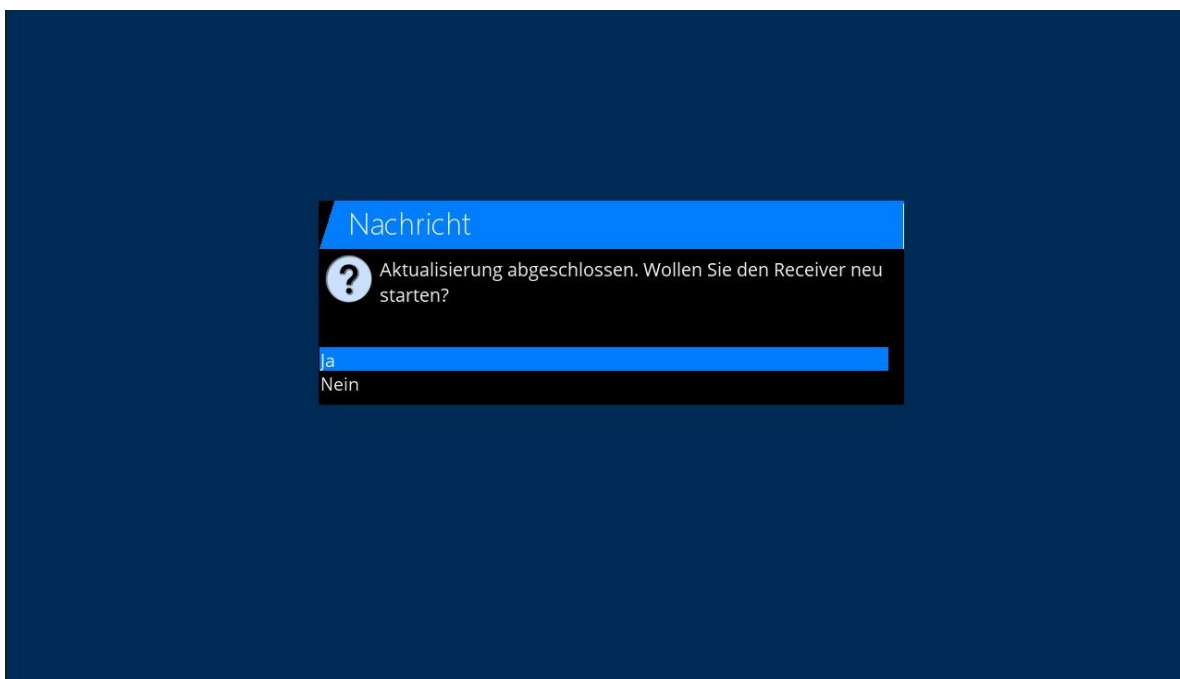 Nachricht
Aktualisierung abgeschlossen. Wollen Sie den Receiver neu
starten?
Ja
Nein